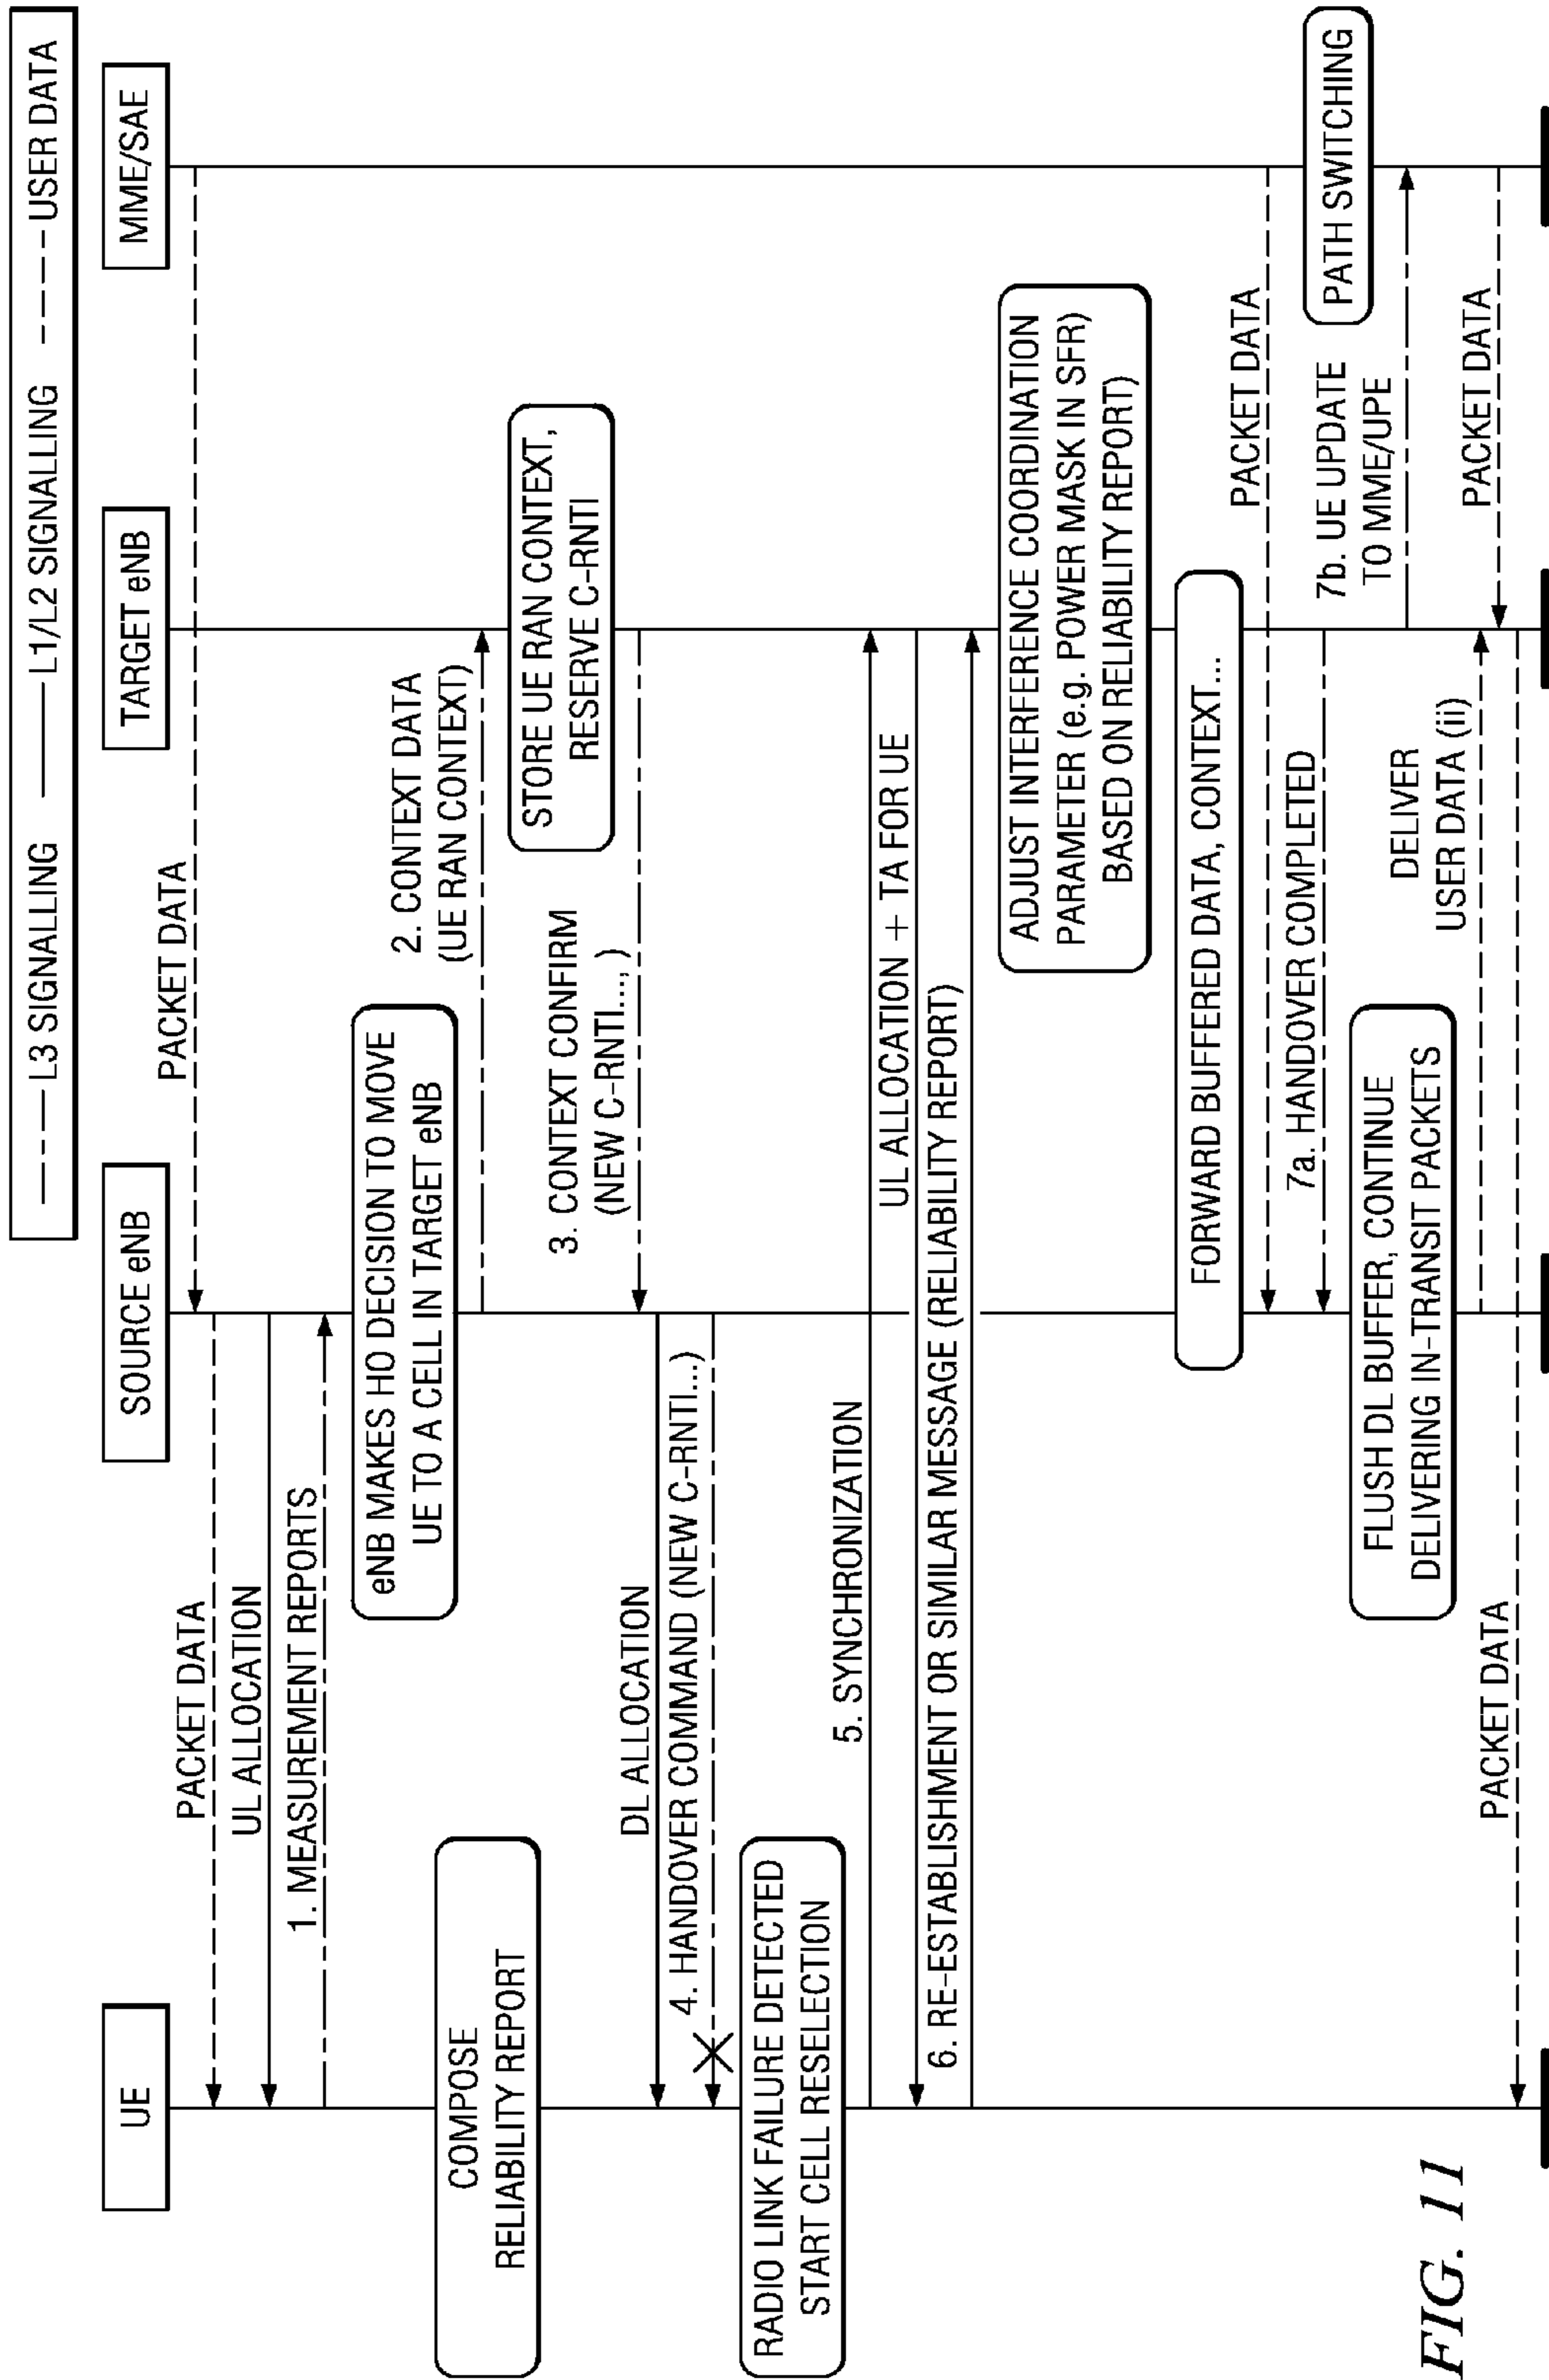 — - — L3 SIGNALLING —— L1/L2 SIGNALLING - - - - USER DATA
UE
SOURCE eNB
TARGET eNB
MME/SAE
PACKET DATA
PACKET DATA
UL ALLOCATION
1. MEASUREMENT REPORTS
eNB MAKES HO DECISION TO MOVE
UE TO A CELL IN TARGET eNB
2. CONTEXT DATA
(UE RAN CONTEXT)
COMPOSE
RELIABILITY REPORT
STORE UE RAN CONTEXT,
RESERVE C-RNTI
3. CONTEXT CONFIRM
(NEW C-RNTI..., )
DL ALLOCATION
4. HANDOVER COMMAND (NEW C-RNTI...)
RADIO LINK FAILURE DETECTED
START CELL RESELECTION
5. SYNCHRONIZATION
UL ALLOCATION + TA FOR UE
6. RE-ESTABLISHMENT OR SIMILAR MESSAGE (RELIABILITY REPORT)
ADJUST INTERFERENCE COORDINATION
PARAMETER (e.g. POWER MASK IN SFR)
BASED ON RELIABILITY REPORT)
FORWARD BUFFERED DATA, CONTEXT...
PACKET DATA
7a. HANDOVER COMPLETED
PATH SWITCHING
7b. UE UPDATE
TO MME/UPE
FLUSH DL BUFFER, CONTINUE
DELIVERING IN-TRANSIT PACKETS
DELIVER
USER DATA (ii)
PACKET DATA
PACKET DATA
FIG. 11